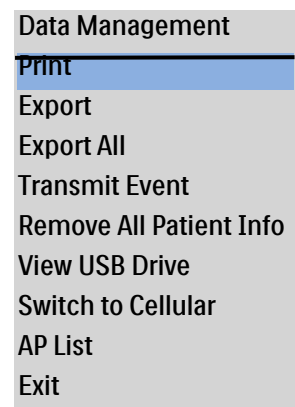 Data Management
Print
Export
Export All
Transmit Event
Remove All Patient Info
View USB Drive
Switch to Cellular
AP List
Exit